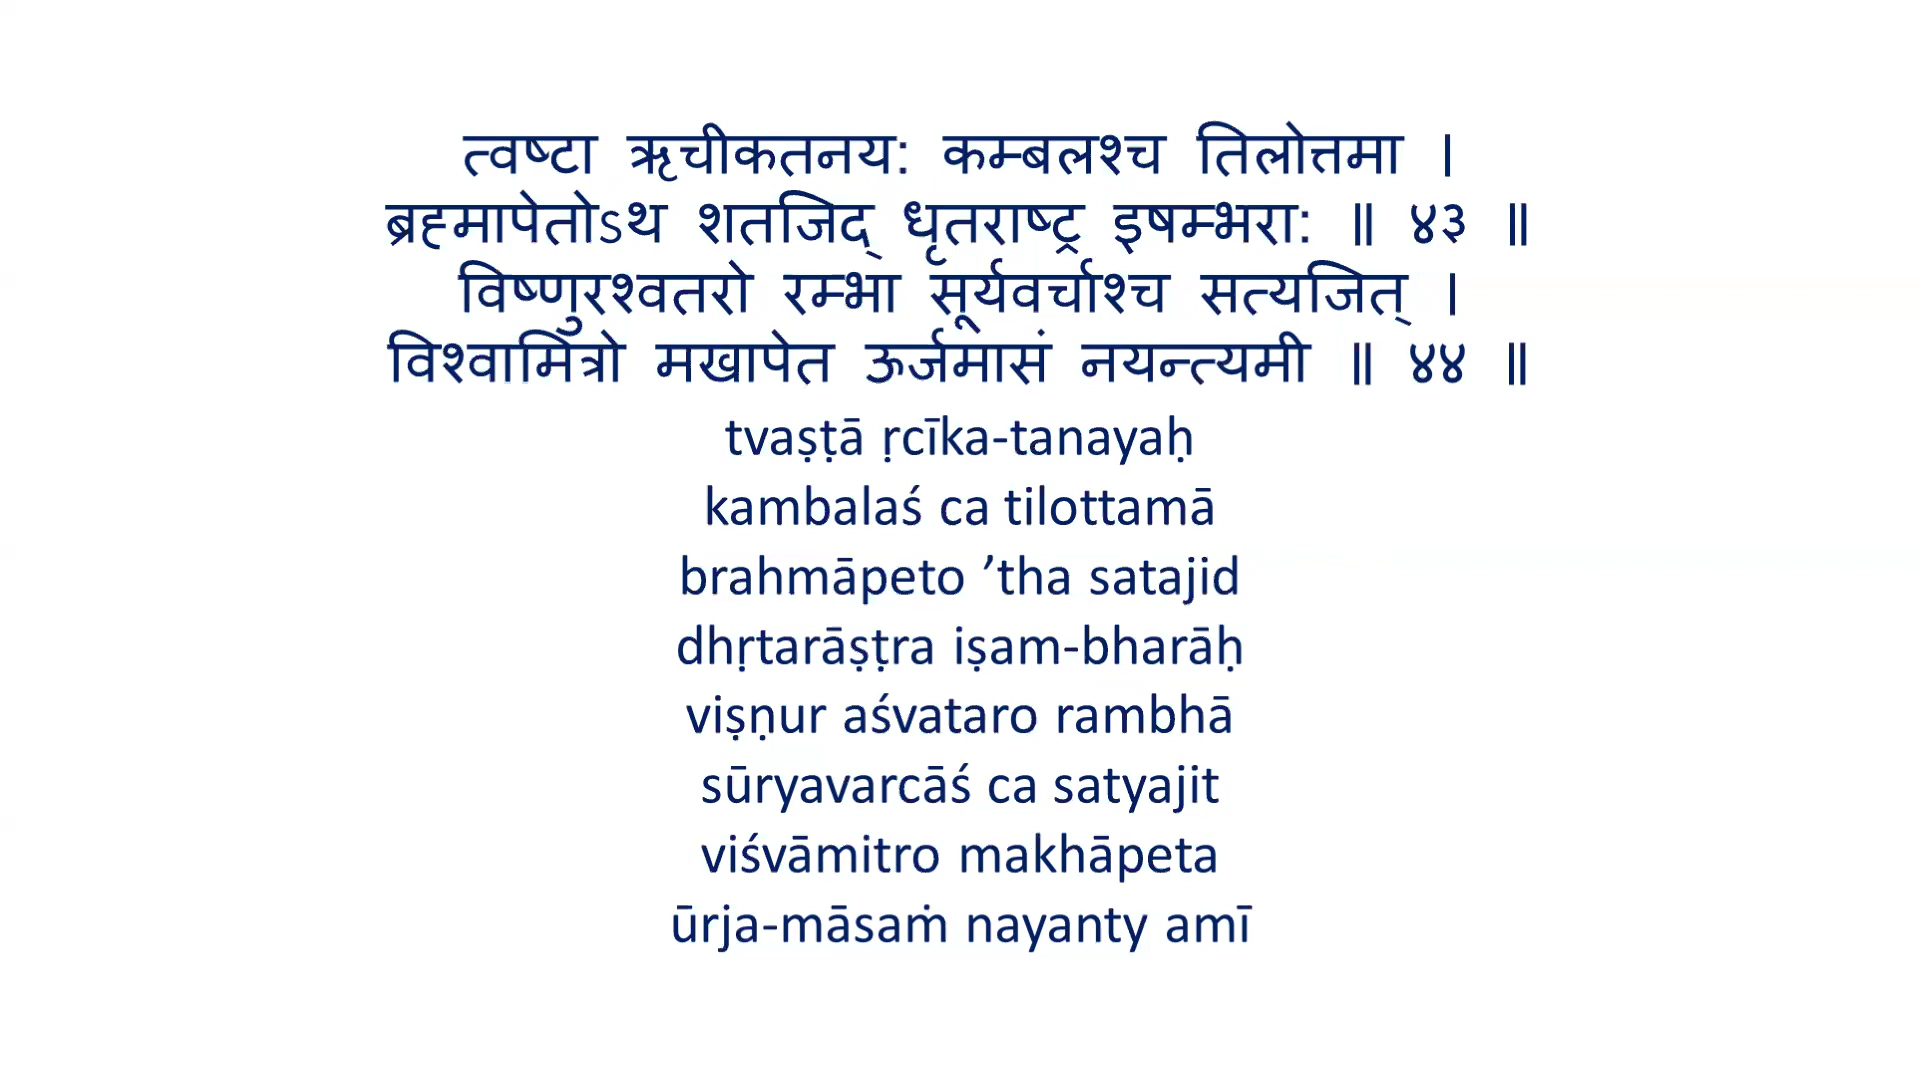 त्वष्टा ऋचीकतनय: कम्बलश्च तिलोत्तमा ।
ब्रह्मापेतोऽथ शतजिद् धृतराष्ट्र इषम्भरा: ॥ ४३ ॥
विष्णुरश्वतरो रम्भा सूर्यवर्चाश्च सत्यजित् ।
विश्वामित्रो मखापेत ऊर्जमासं नयन्त्यमी ॥ ४४ ॥
tvaṣṭā ṛcīka-tanayaḥ
kambalaś ca tilottamā
brahmāpeto ’tha satajid
dhṛtarāṣṭra iṣam-bharāḥ
viṣṇur aśvataro rambhā
sūryavarcāś ca satyajit
viśvāmitro makhāpeta
ūrja-māsaṁ nayanty amī